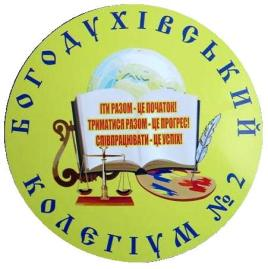 БОГОДУХІВСЬКИЙ
ІТИ РАЗОМ - ЦЕ ПОЧАТОК!
ТРИМАТИСЯ РАЗОМ - ЦЕ ПРОГРЕС!
СПІВПРАЦЮВАТИ - ЦЕ УСПІХ!
КОЛЕГІУМ № 2